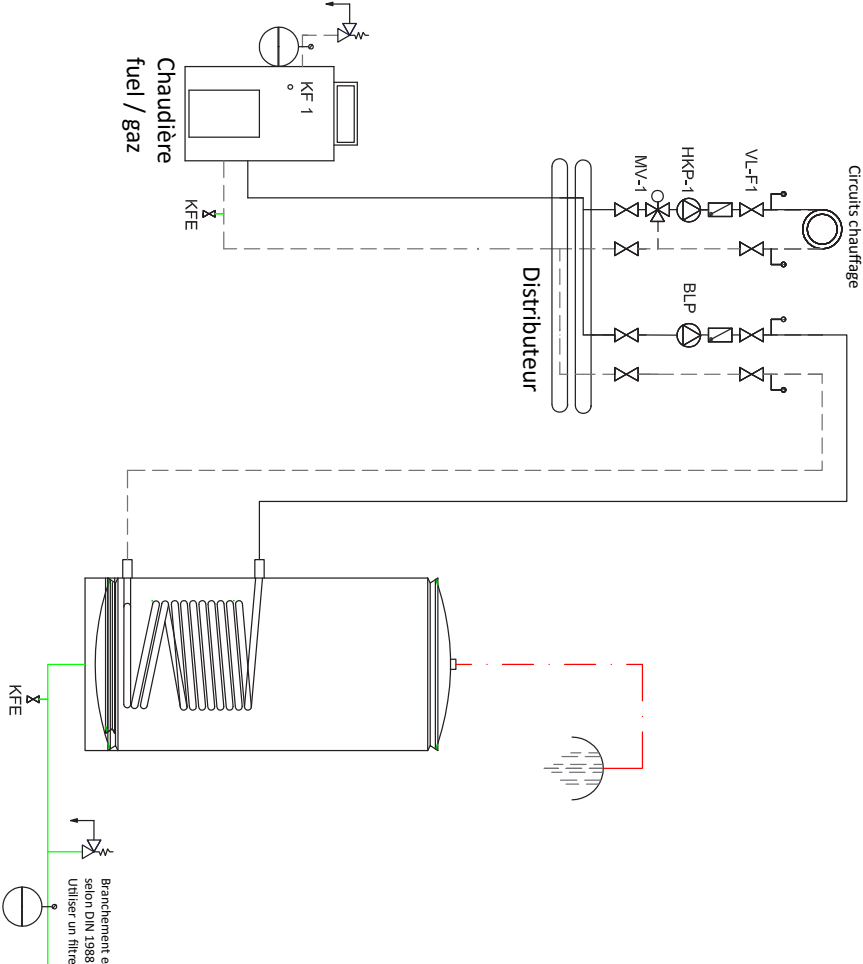 Circuits chauffage
VL-F1
HKP-1
MV-1
BLP
Distributeur
KF 1
Chaudière
fuel / gaz
KFE
KFE
Branchement e
selon DIN 1988
Utiliser un filtre